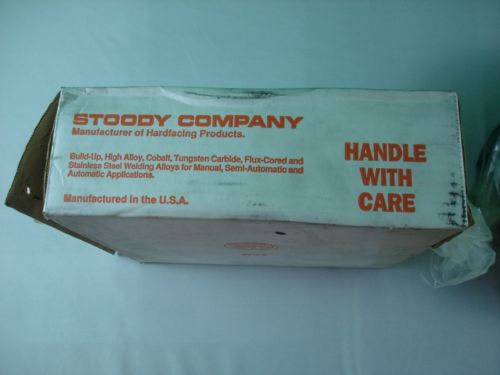 STOODY COMPANY
Manufacturer of Hardfacing Products.
Build-Up, High Alloy, Cobalt, Tungsten Carbide, Flux-Cored and
Stainless Steel Welding Alloys for Manual, Semi-Automatic and
Automatic Applications.
Manufactured in the U.S.A.
HANDLE
WITH
CARE